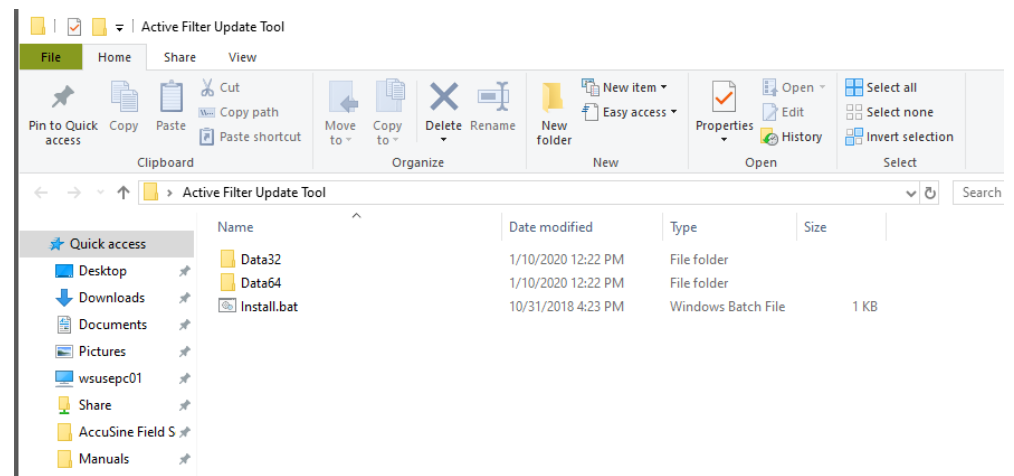 Active Filter Update Tool
File Home Share View
Pin to Quick access
Copy
Paste
Cut
Copy path
Paste shortcut
Clipboard
Move to
Copy to
Delete
Rename
Organize
New folder
New item
Easy access
New
Properties
Open
Edit
History
Open
Select all
Select none
Invert selection
Select
Active Filter Update Tool
Search
Name Date modified Type Size
Data32 1/10/2020 12:22 PM File folder
Data64 1/10/2020 12:22 PM File folder
Install.bat 10/31/2018 4:23 PM Windows Batch File 1 KB
Quick access
Desktop
Downloads
Documents
Pictures
wsusepc01
Share
AccuSine Field S
Manuals